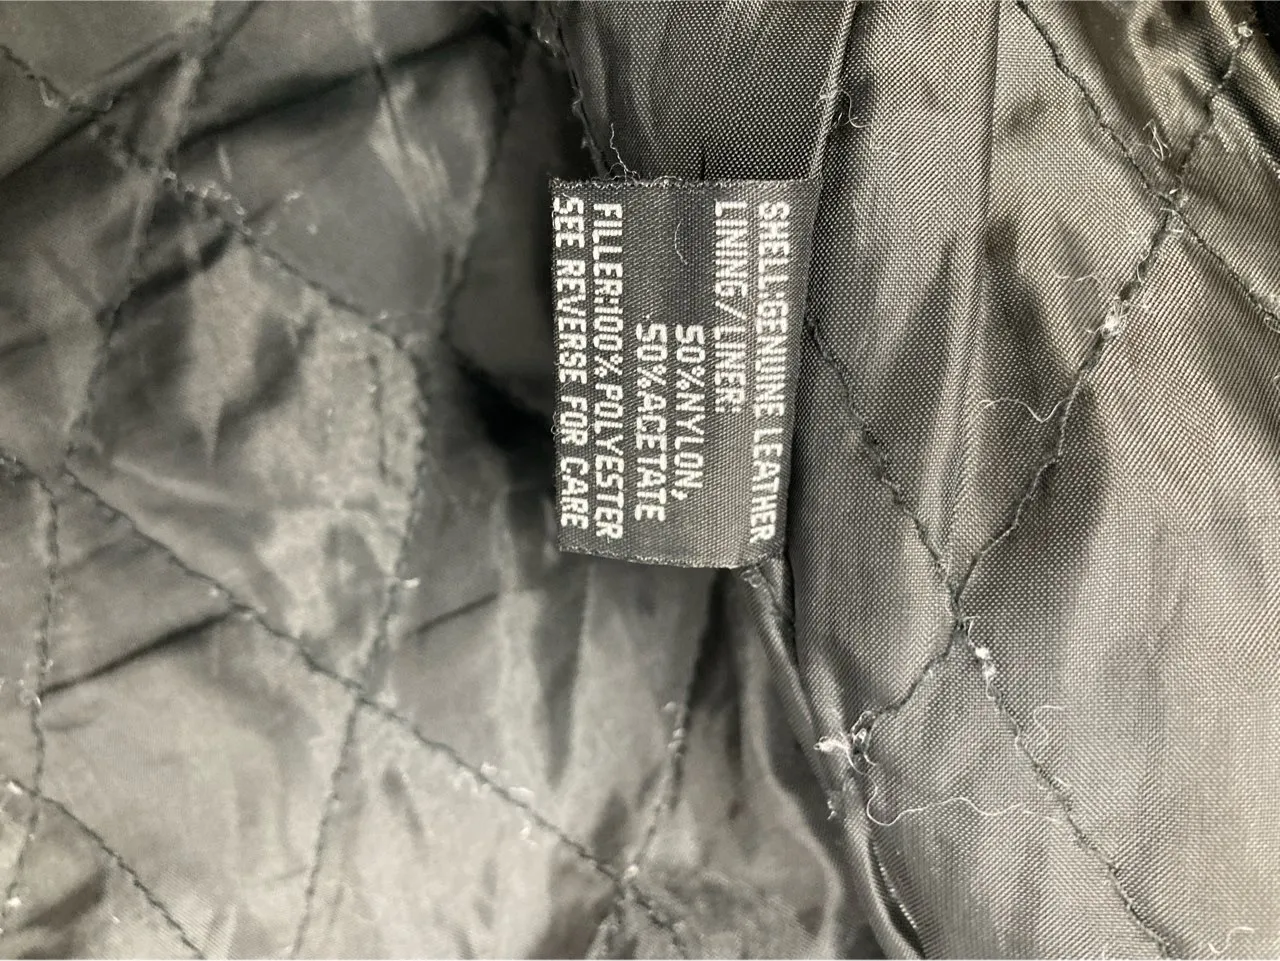 SHELL:GENUINE LEATHER
LINING/LINER:
50%NYLON,
50%ACETATE
FILLER:100%POLYESTER
SEE REVERSE FOR CARE